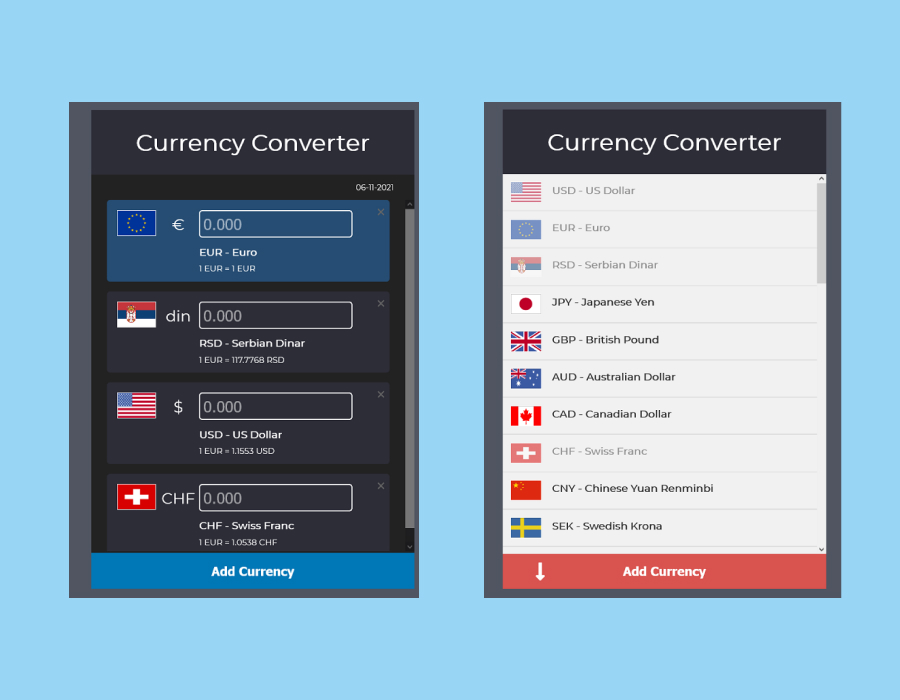 Currency Converter
06-11-2021
€ 0.000 ×
EUR - Euro
1 EUR = 1 EUR
din 0.000 ×
RSD - Serbian Dinar
1 EUR = 117.7768 RSD
$ 0.000 ×
USD - US Dollar
1 EUR = 1.1553 USD
CHF 0.000 ×
CHF - Swiss Franc
1 EUR = 1.0538 CHF
Add Currency
Currency Converter
USD - US Dollar
EUR - Euro
RSD - Serbian Dinar
JPY - Japanese Yen
GBP - British Pound
AUD - Australian Dollar
CAD - Canadian Dollar
CHF - Swiss Franc
CNY - Chinese Yuan Renminbi
SEK - Swedish Krona
Add Currency